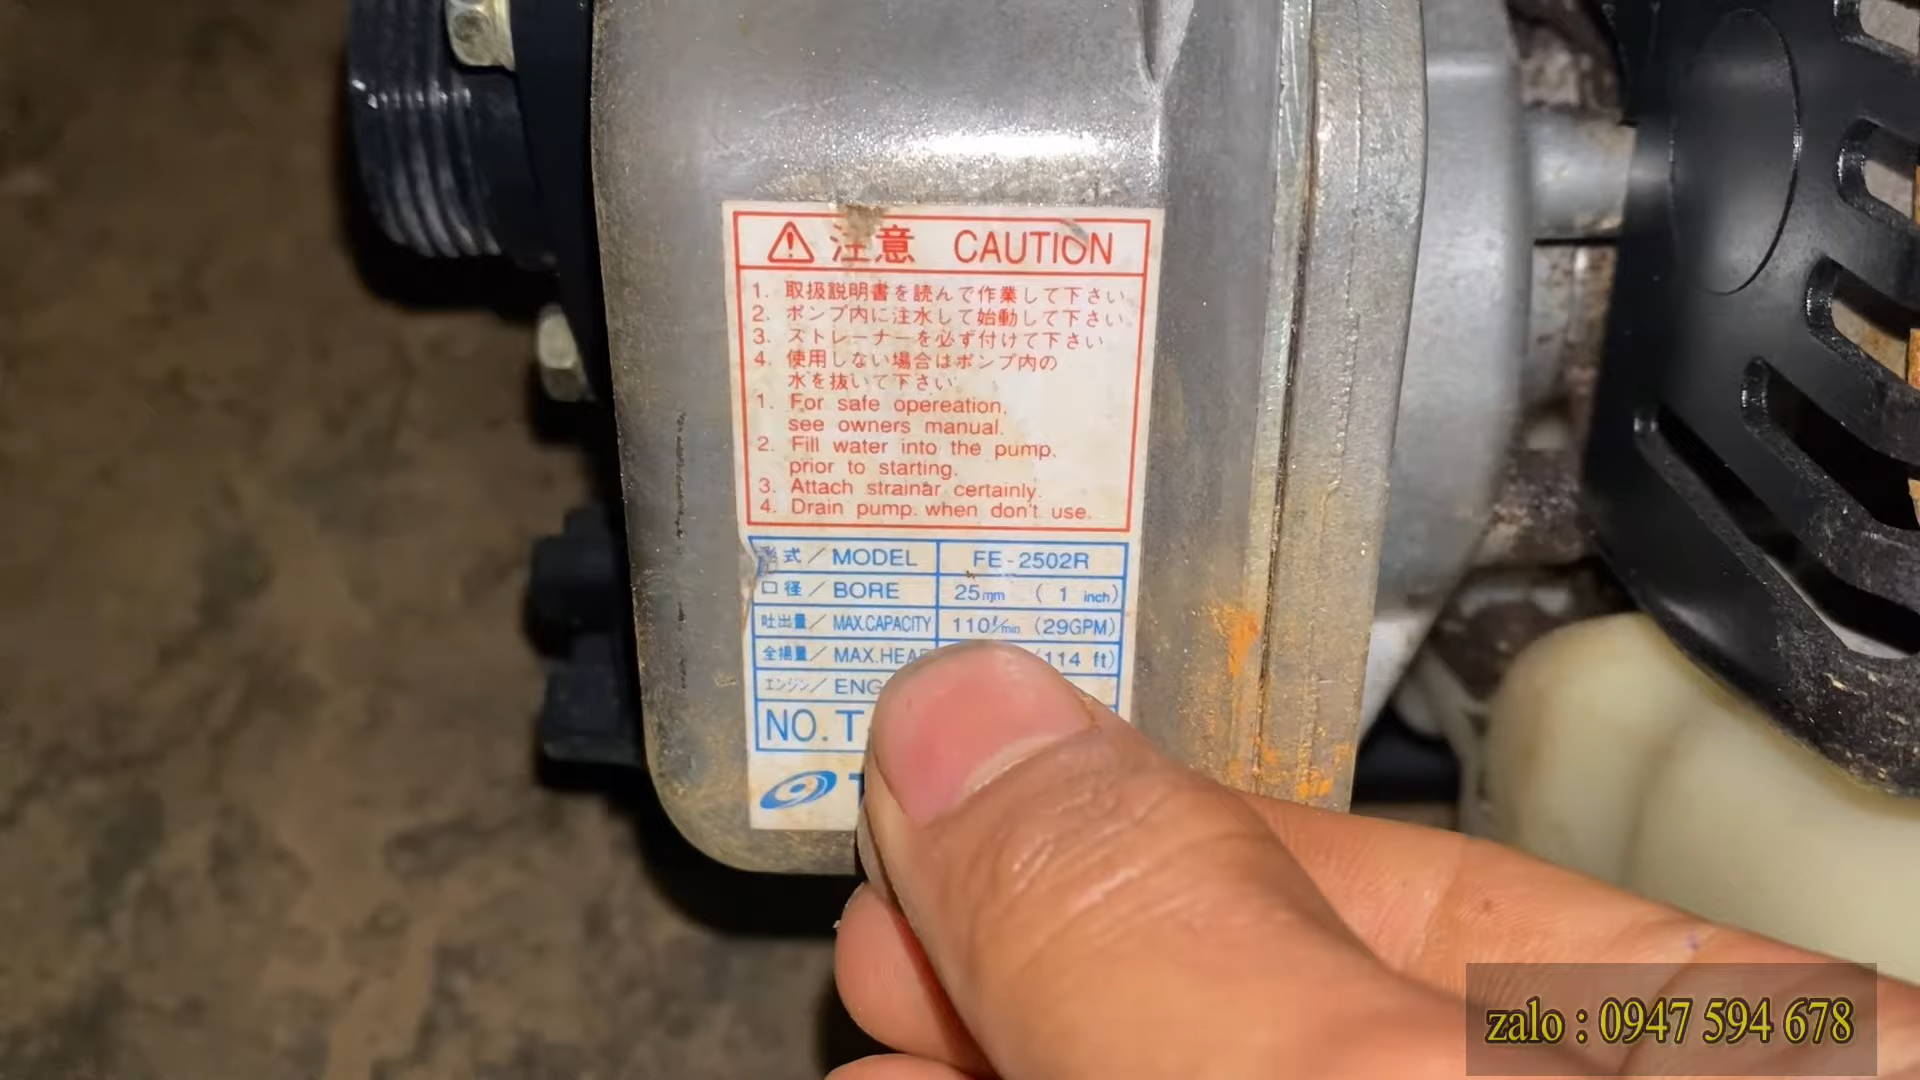 注意 CAUTION
1. 取扱説明書を読んで作業して下さい
2. ポンプ内に注水して始動して下さい
3. ストレーナーを必ず付けて下さい
4. 使用しない場合はポンプ内の
水を抜いて下さい
1. For safe opereation,
see owners manual.
2. Fill water into the pump.
prior to starting.
3. Attach strainar certainly.
4. Drain pump. when don't use.
形式／MODEL FE-2502R
口径／BORE 25mm (1 inch)
吐出量／MAX.CAPACITY 110ℓ/min (29GPM)
全揚量／MAX.HEA (114 ft)
エンジン／ENG
NO. T
zalo : 0947 594 678